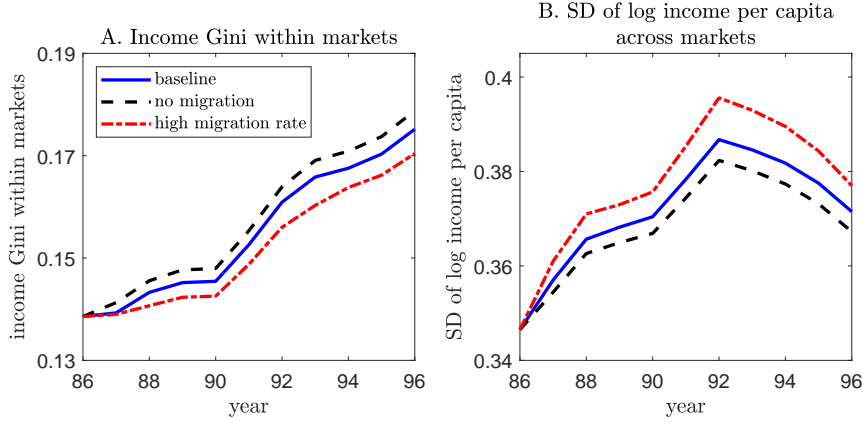 A. Income Gini within markets
income Gini within markets
0.19
0.17
0.15
0.13
baseline
no migration
high migration rate
86 88 90 92 94 96
year
B. SD of log income per capita
across markets
SD of log income per capita
0.4
0.38
0.36
0.34
86 88 90 92 94 96
year